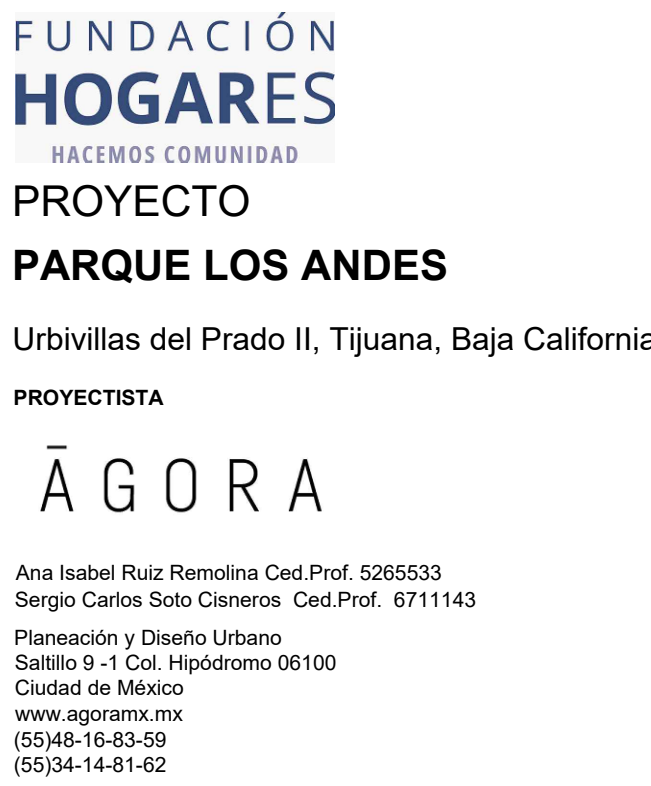 FUNDACIÓN
HOGARES
HACEMOS COMUNIDAD
PROYECTO
PARQUE LOS ANDES
Urbivillas del Prado II, Tijuana, Baja California
PROYECTISTA
ĀGORA
Ana Isabel Ruiz Remolina Ced.Prof. 5265533
Sergio Carlos Soto Cisneros  Ced.Prof.  6711143
Planeación y Diseño Urbano
Saltillo 9 -1 Col. Hipódromo 06100
Ciudad de México
www.agoramx.mx
(55)48-16-83-59
(55)34-14-81-62